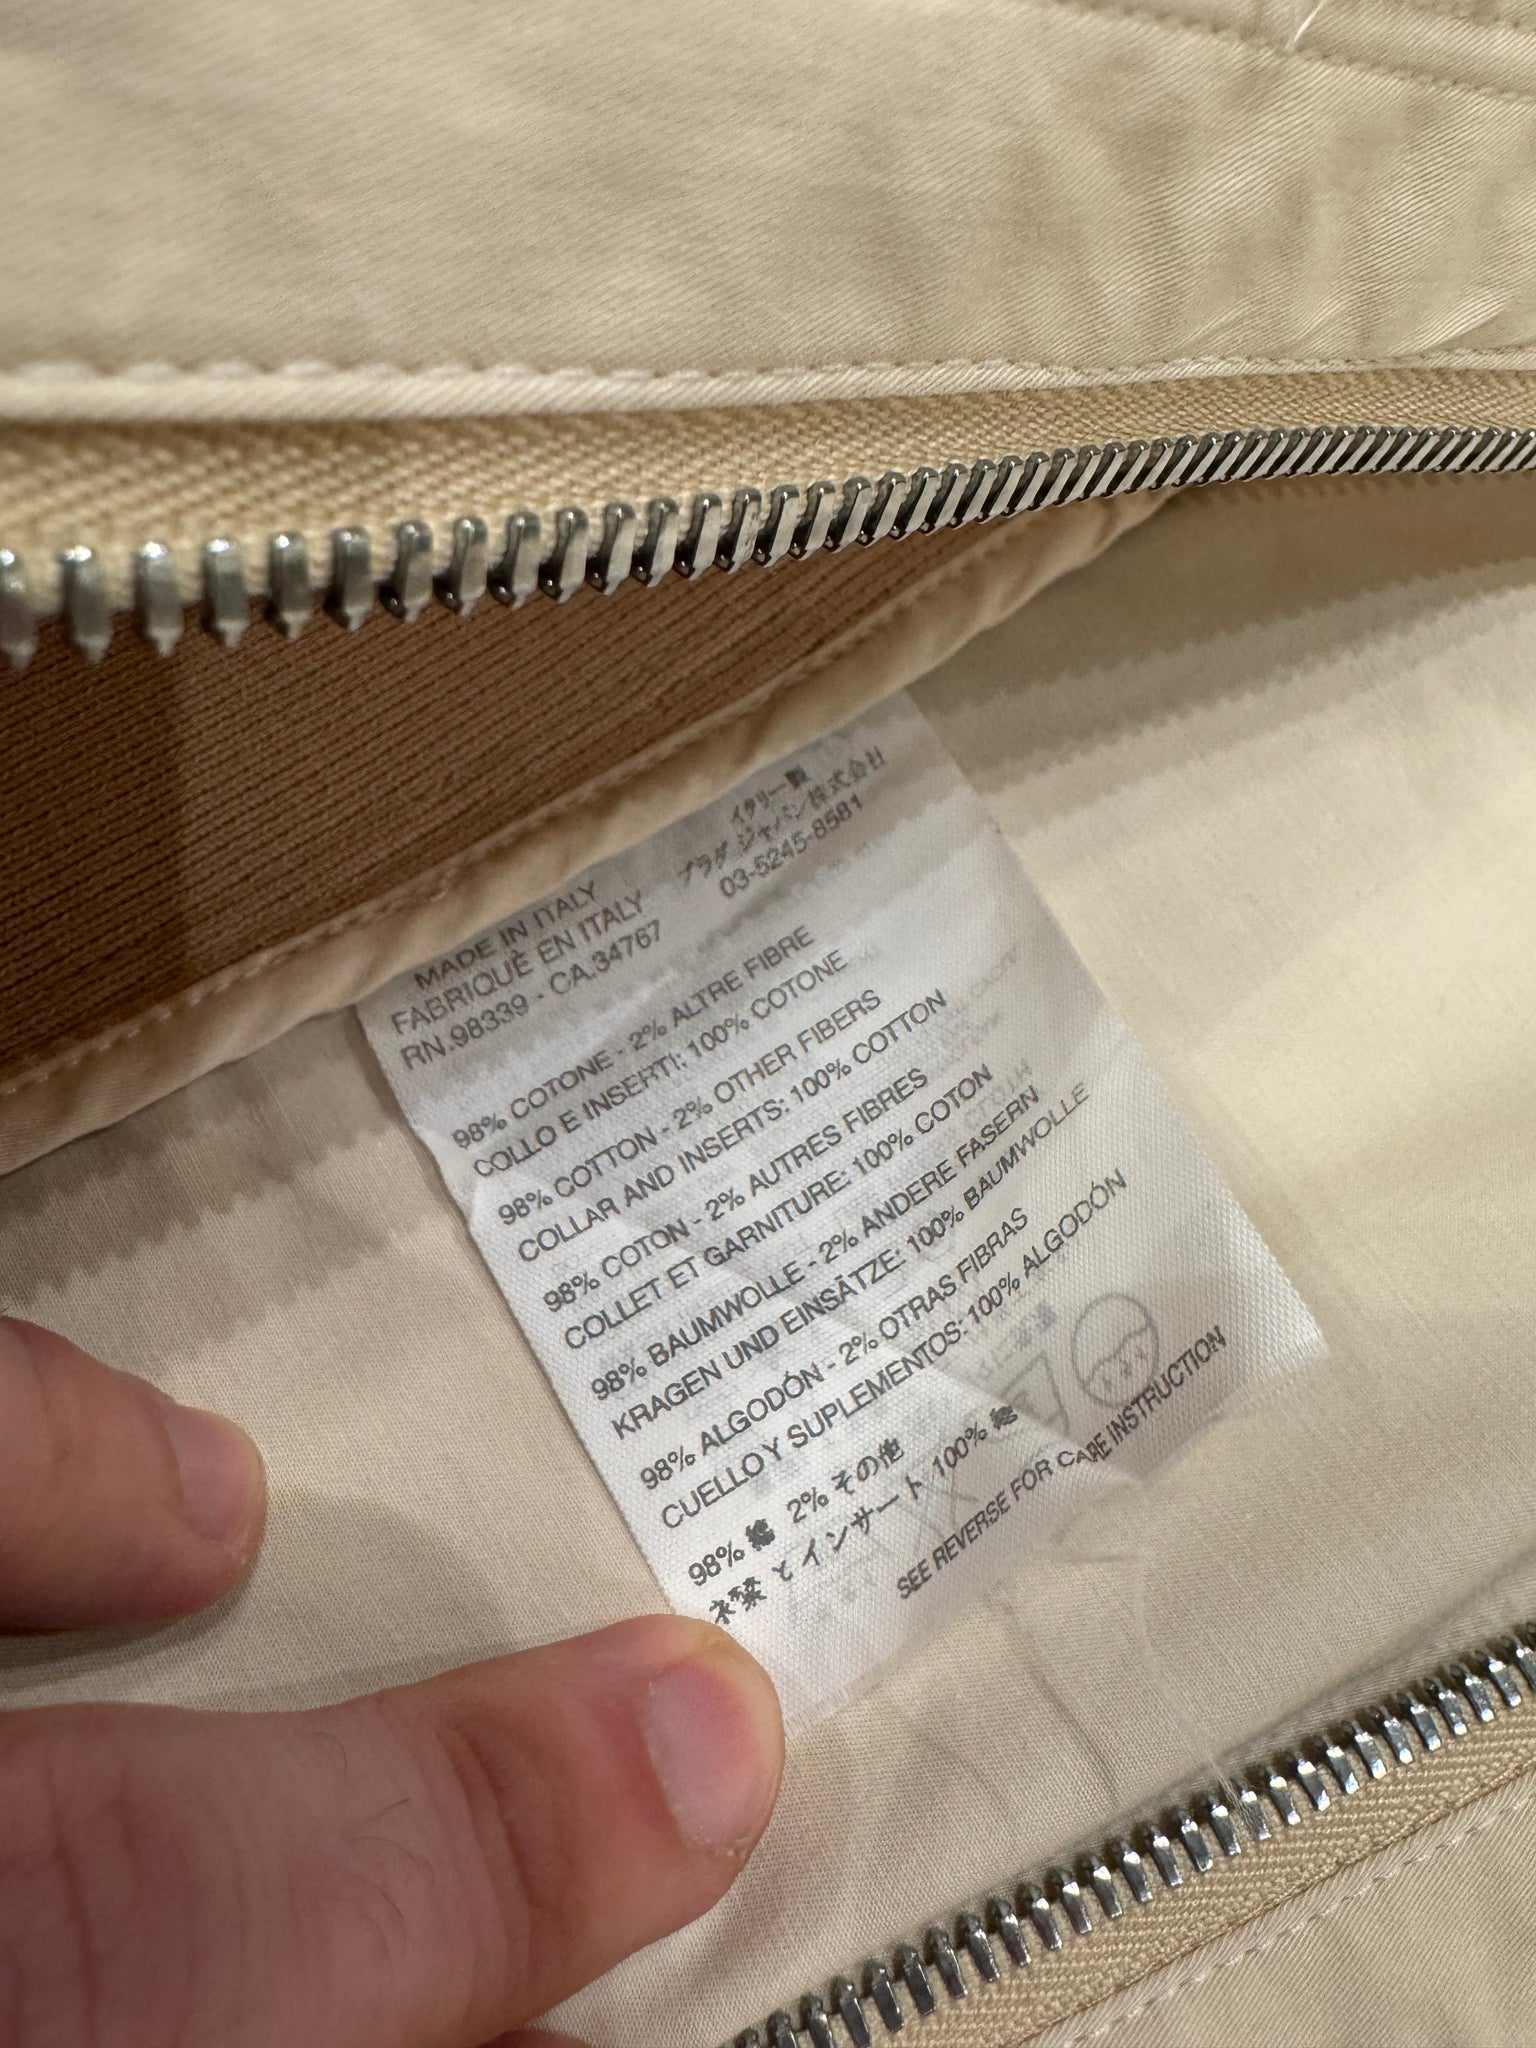 イタリー製
プラダ ジャパン株式会社
03-5245-8581
MADE IN ITALY
FABRIQUÈ EN ITALY
RN.98339 - CA.34767
98% COTONE - 2% ALTRE FIBRE
COLLO E INSERTI: 100% COTONE
98% COTTON - 2% OTHER FIBERS
COLLAR AND INSERTS: 100% COTTON
98% COTON - 2% AUTRES FIBRES
COLLET ET GARNITURE: 100% COTON
98% BAUMWOLLE - 2% ANDERE FASERN
KRAGEN UND EINSÄTZE: 100% BAUMWOLLE
98% ALGODÓN - 2% OTRAS FIBRAS
CUELLO Y SUPLEMENTOS: 100% ALGODÓN
98% 綿 2% その他
とインサート 100% 綿
SEE REVERSE FOR CARE INSTRUCTION